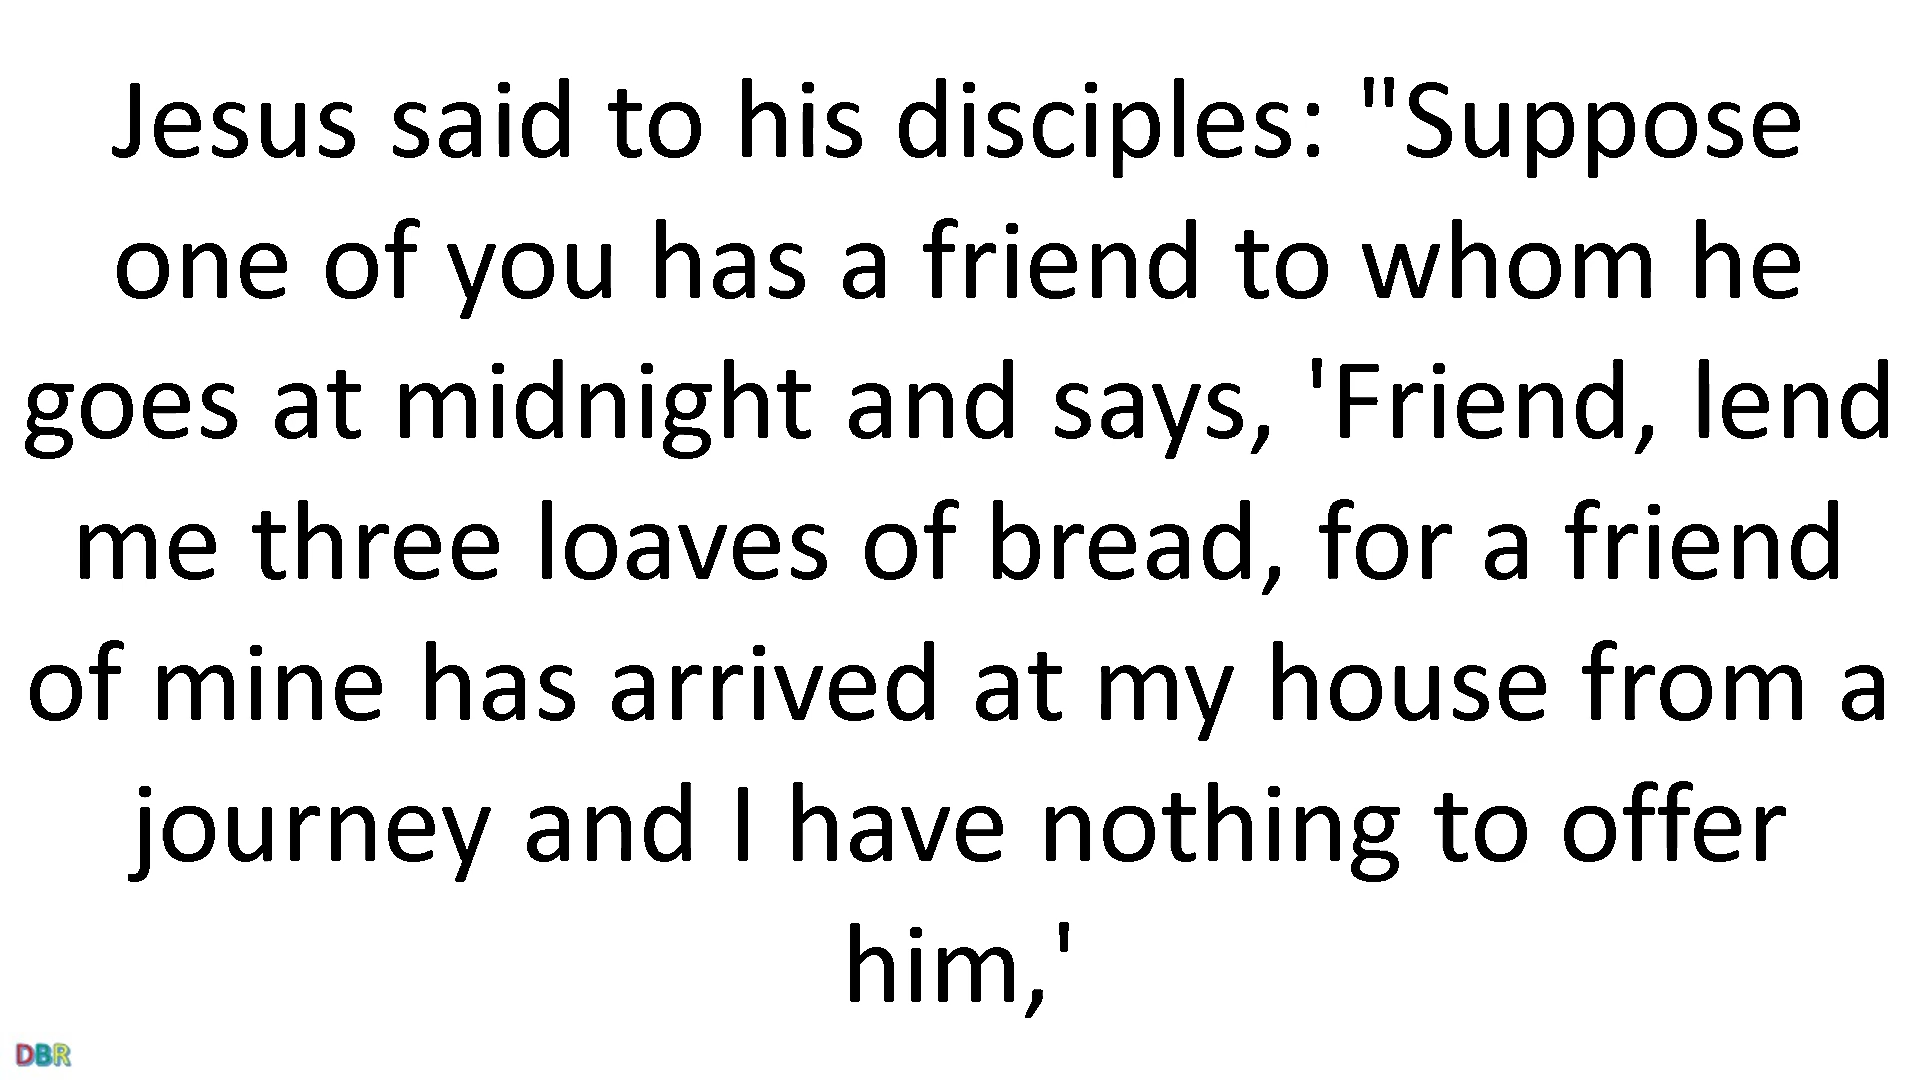 Jesus said to his disciples: "Suppose
one of you has a friend to whom he
goes at midnight and says, 'Friend, lend
me three loaves of bread, for a friend
of mine has arrived at my house from a
journey and I have nothing to offer
him,'
DBR